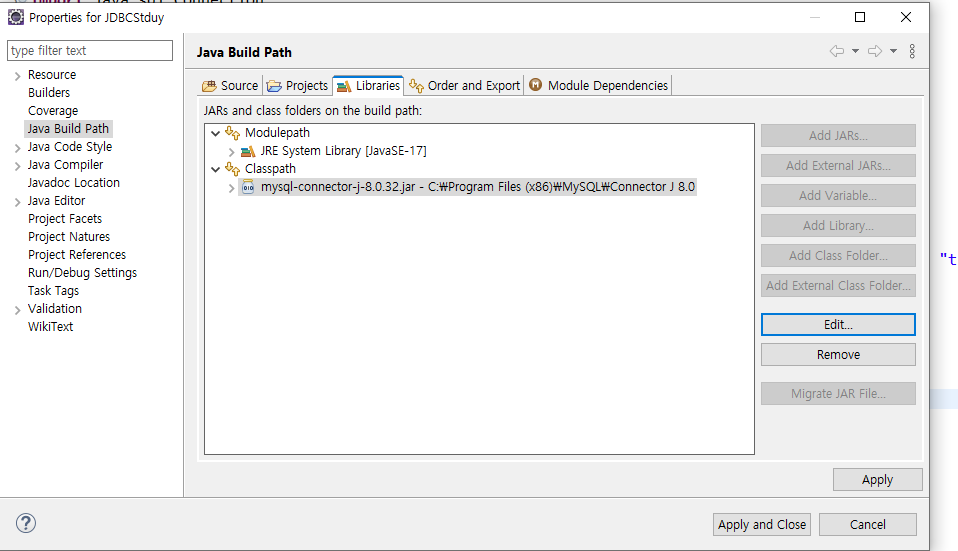 Properties for JDBCStduy
type filter text
Resource
Builders
Coverage
Java Build Path
Java Code Style
Java Compiler
Javadoc Location
Java Editor
Project Facets
Project Natures
Project References
Run/Debug Settings
Task Tags
Validation
WikiText
Java Build Path
Source Projects Libraries Order and Export Module Dependencies
JARs and class folders on the build path:
Modulepath
JRE System Library [JavaSE-17]
Classpath
mysql-connector-j-8.0.32.jar - C:₩Program Files (x86)₩MySQL₩Connector J 8.0
Add JARs...
Add External JARs...
Add Variable...
Add Library...
Add Class Folder...
Add External Class Folder...
Edit...
Remove
Migrate JAR File...
Apply
Apply and Close Cancel
"t